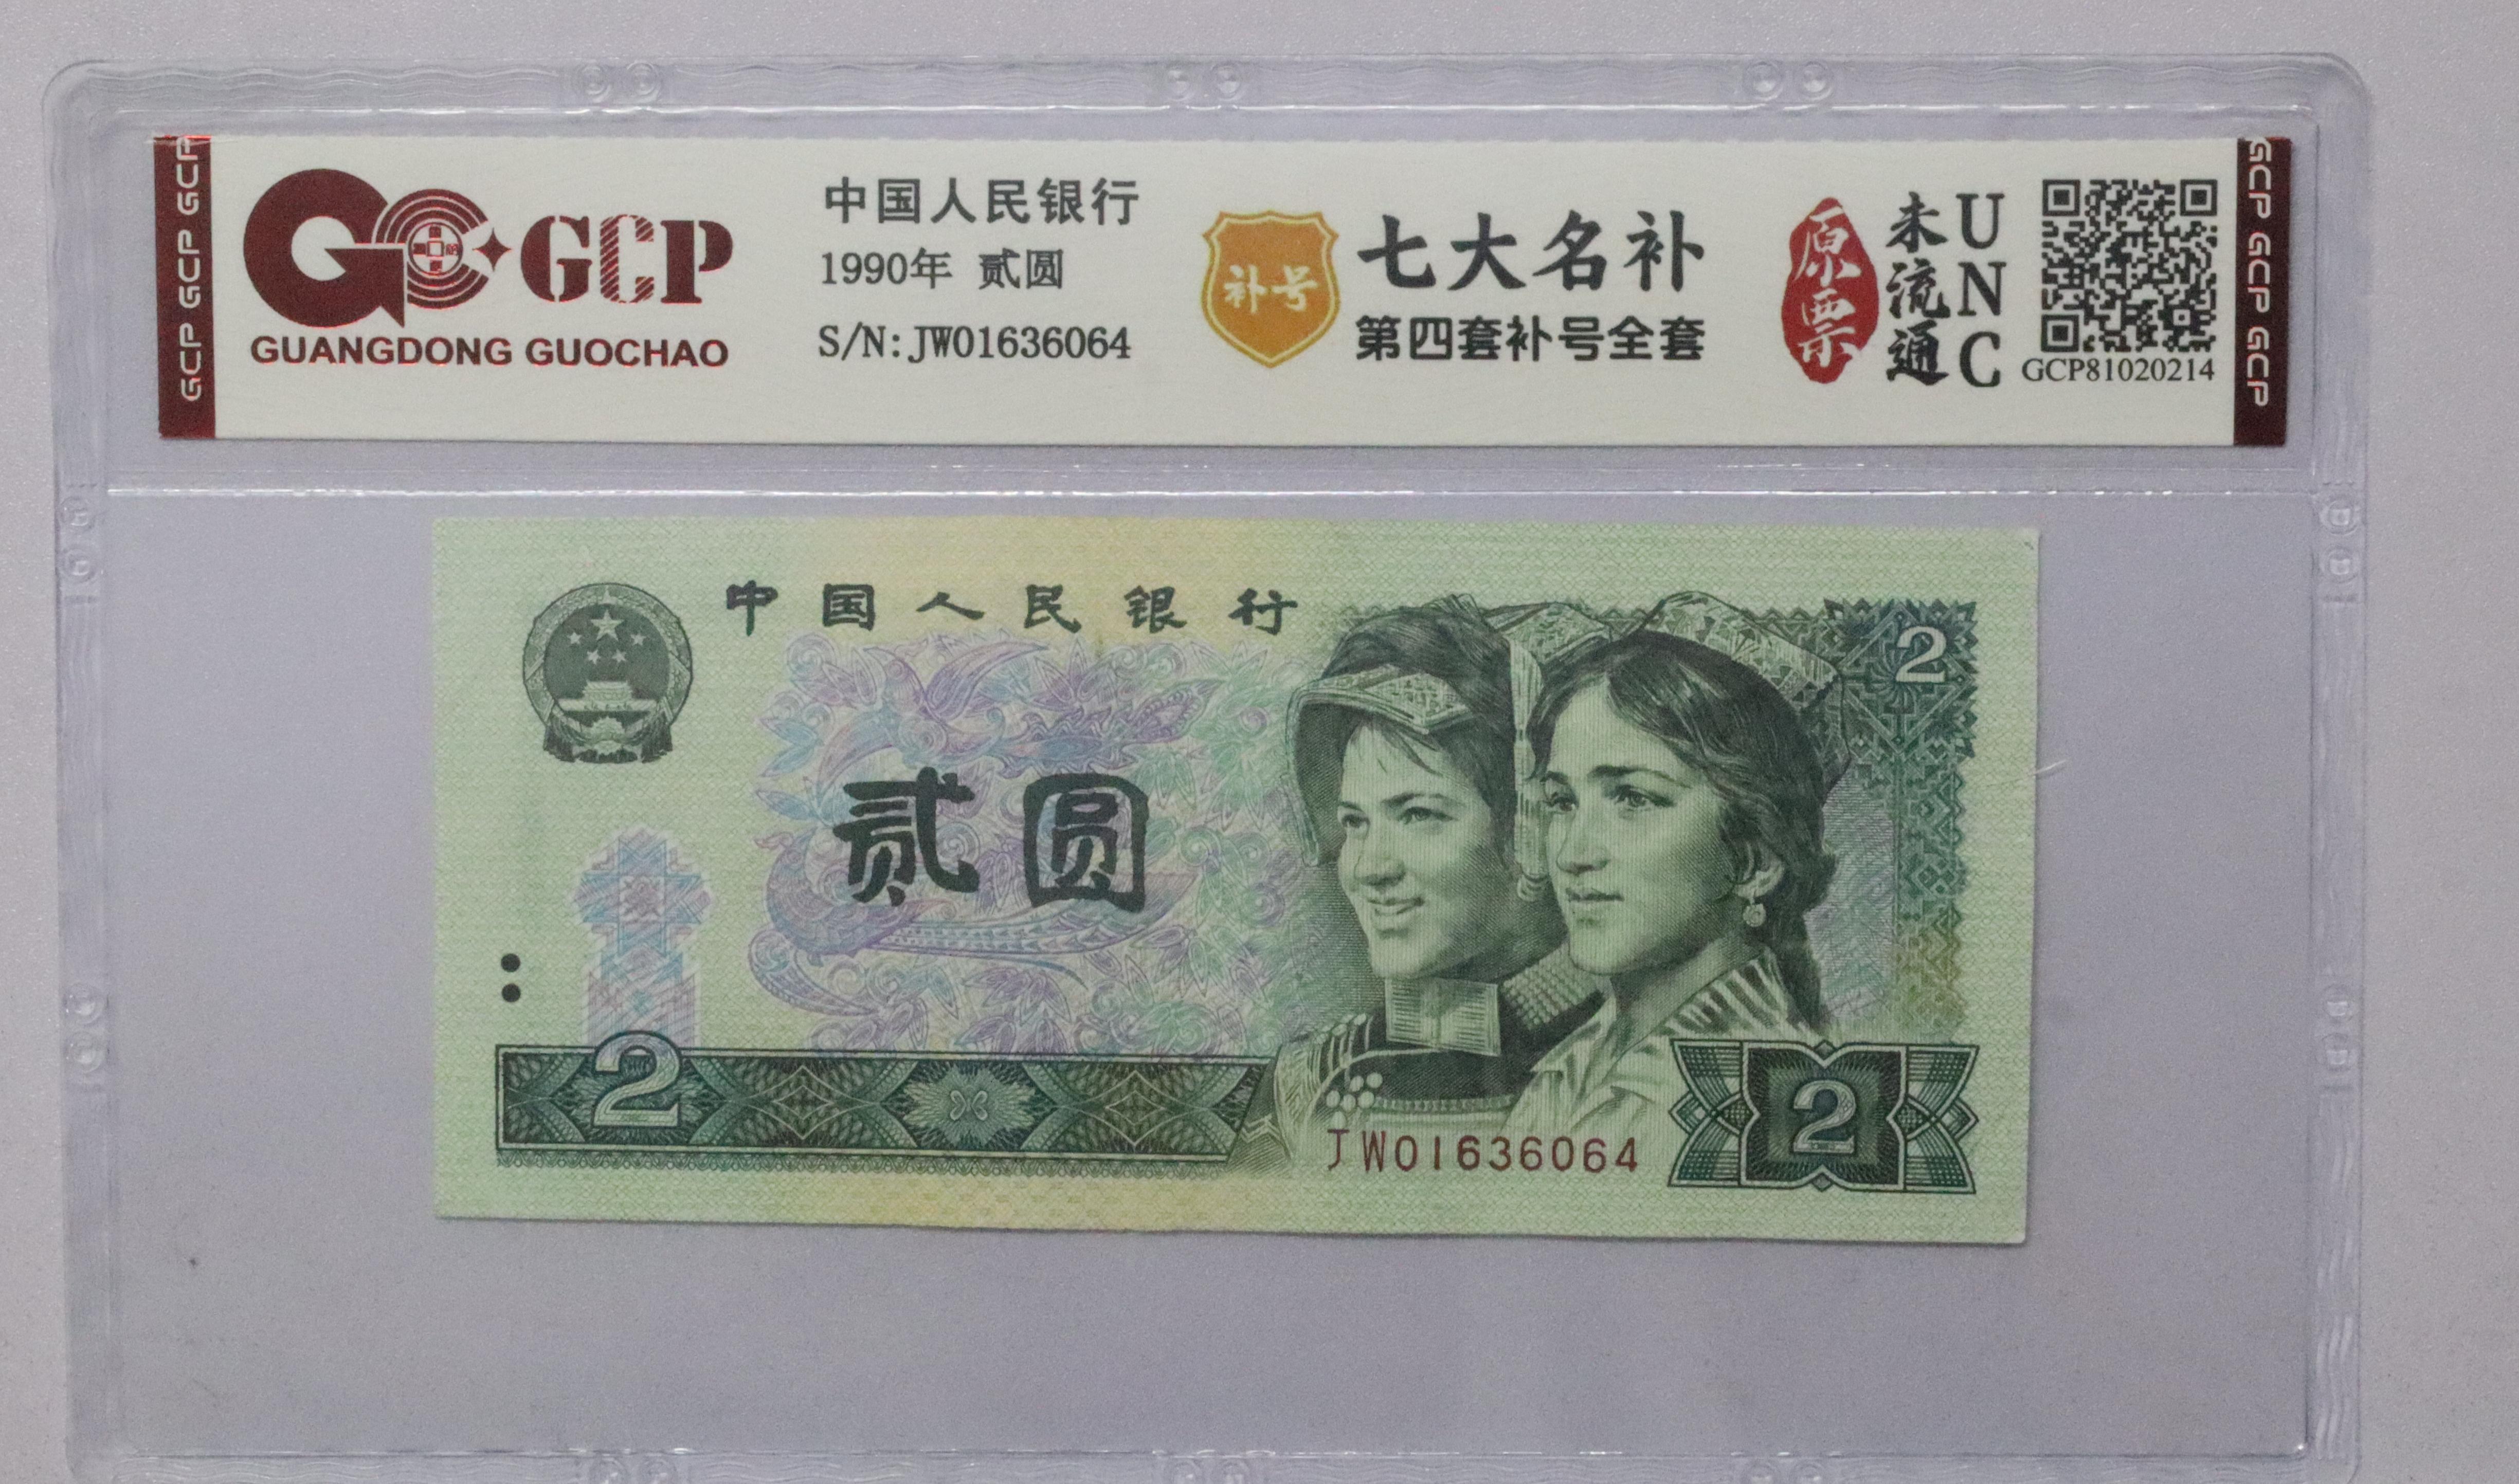 GCP GCP GCP
GCP
GUANGDONG GUOCHAO
中国人民银行
1990年 贰圆
S/N:JW01636064
补号
七大名补
第四套补号全套
原票
未流通
UNC
GCP81020214
GCP GCP GCP
中国人民银行
2
贰圆
2
JW01636064
2